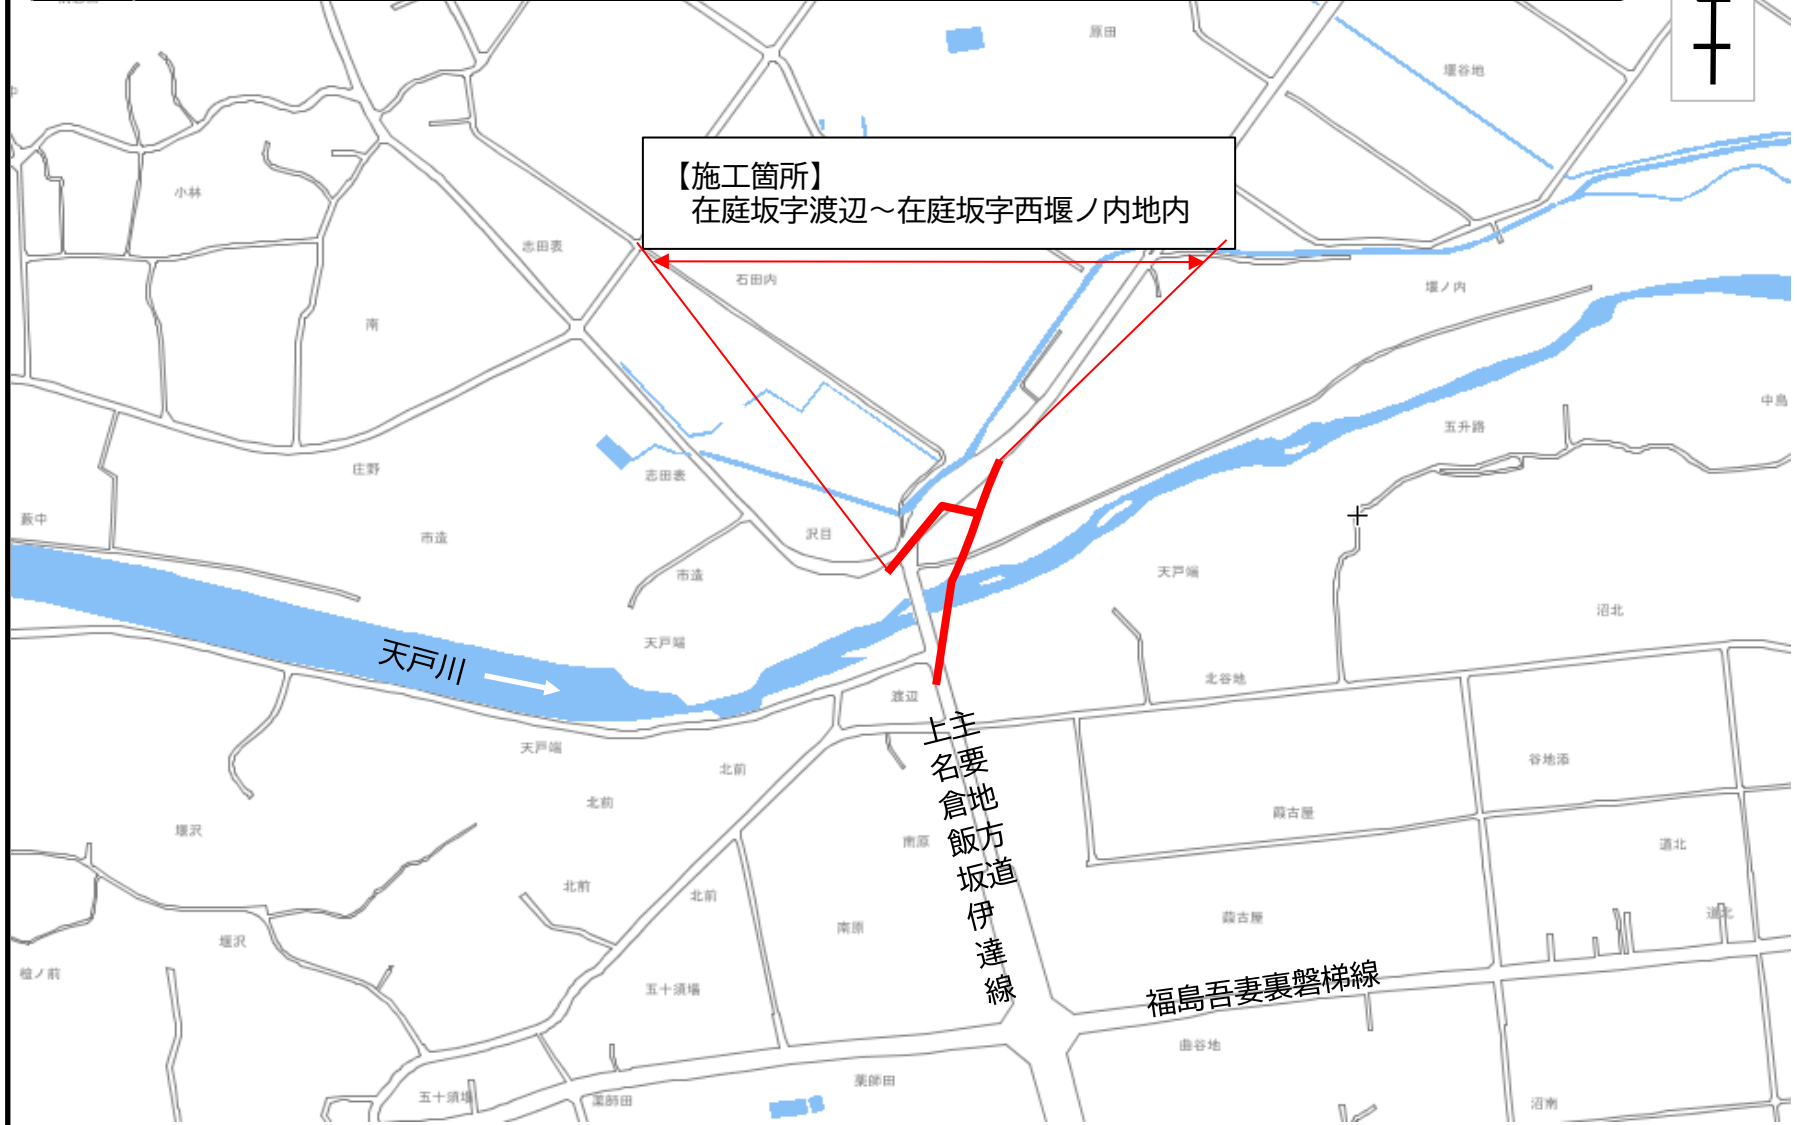 原田
堰谷地
【施工箇所】
在庭坂字渡辺～在庭坂字西堰ノ内地内
小林
志田表
石田内
堰ノ内
南
中島
五升路
庄野
志田表
藪中
市造
沢目
市造
天戸端
沼北
天戸端
天戸川
北谷地
渡辺
主要地方道
上名倉飯坂伊達線
天戸端
北前
谷地添
北前
葭古屋
堰沢
南原
道北
北前
北前
道北
葭古屋
南原
堰沢
檜ノ前
福島吾妻裏磐梯線
五十須場
曲谷地
薬師田
五十須場
薬師田
沼南